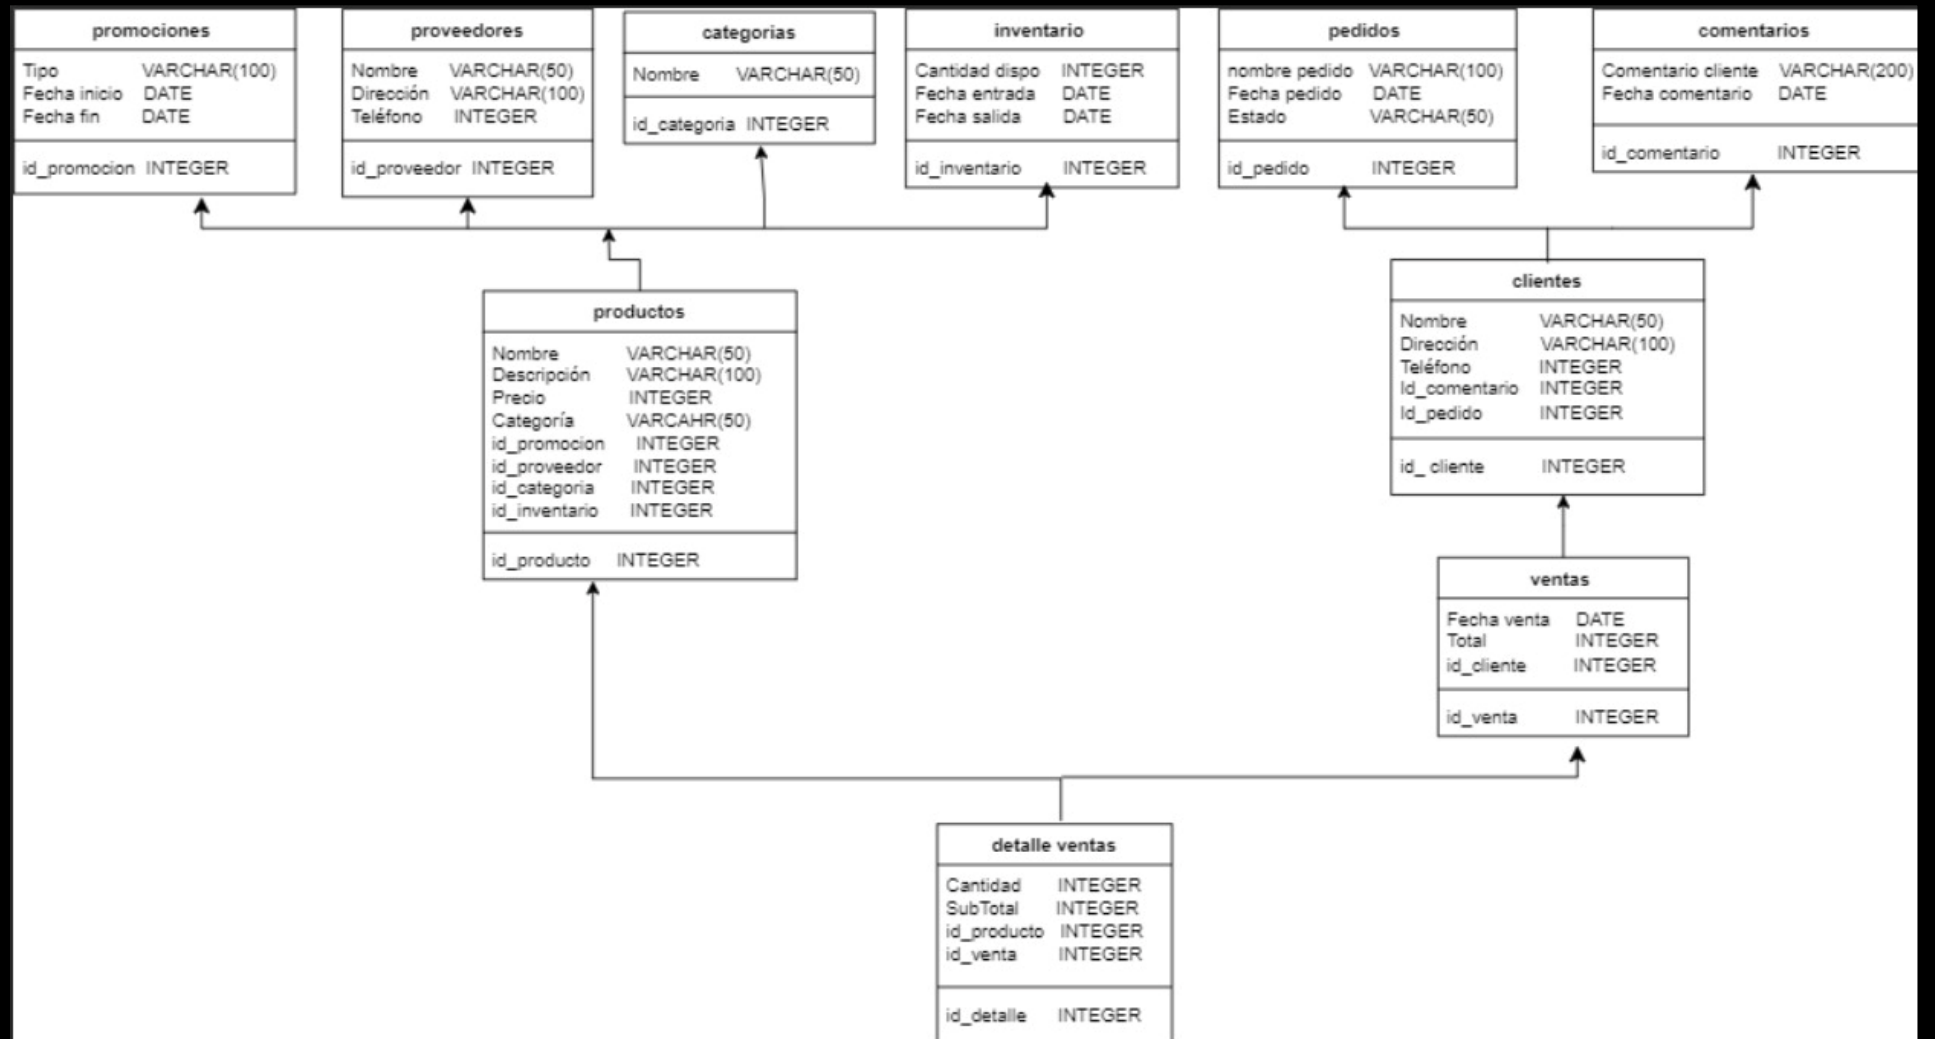 promociones
Tipo VARCHAR(100)
Fecha inicio DATE
Fecha fin DATE
id_promocion INTEGER
proveedores
Nombre VARCHAR(50)
Dirección VARCHAR(100)
Teléfono INTEGER
id_proveedor INTEGER
categorias
Nombre VARCHAR(50)
id_categoria INTEGER
inventario
Cantidad dispo INTEGER
Fecha entrada DATE
Fecha salida DATE
id_inventario INTEGER
pedidos
nombre pedido VARCHAR(100)
Fecha pedido DATE
Estado VARCHAR(50)
id_pedido INTEGER
comentarios
Comentario cliente VARCHAR(200)
Fecha comentario DATE
id_comentario INTEGER
productos
Nombre VARCHAR(50)
Descripción VARCHAR(100)
Precio INTEGER
Categoría VARCAHR(50)
id_promocion INTEGER
id_proveedor INTEGER
id_categoria INTEGER
id_inventario INTEGER
id_producto INTEGER
clientes
Nombre VARCHAR(50)
Dirección VARCHAR(100)
Teléfono INTEGER
Id_comentario INTEGER
Id_pedido INTEGER
id_ cliente INTEGER
ventas
Fecha venta DATE
Total INTEGER
id_cliente INTEGER
id_venta INTEGER
detalle ventas
Cantidad INTEGER
SubTotal INTEGER
id_producto INTEGER
id_venta INTEGER
id_detalle INTEGER